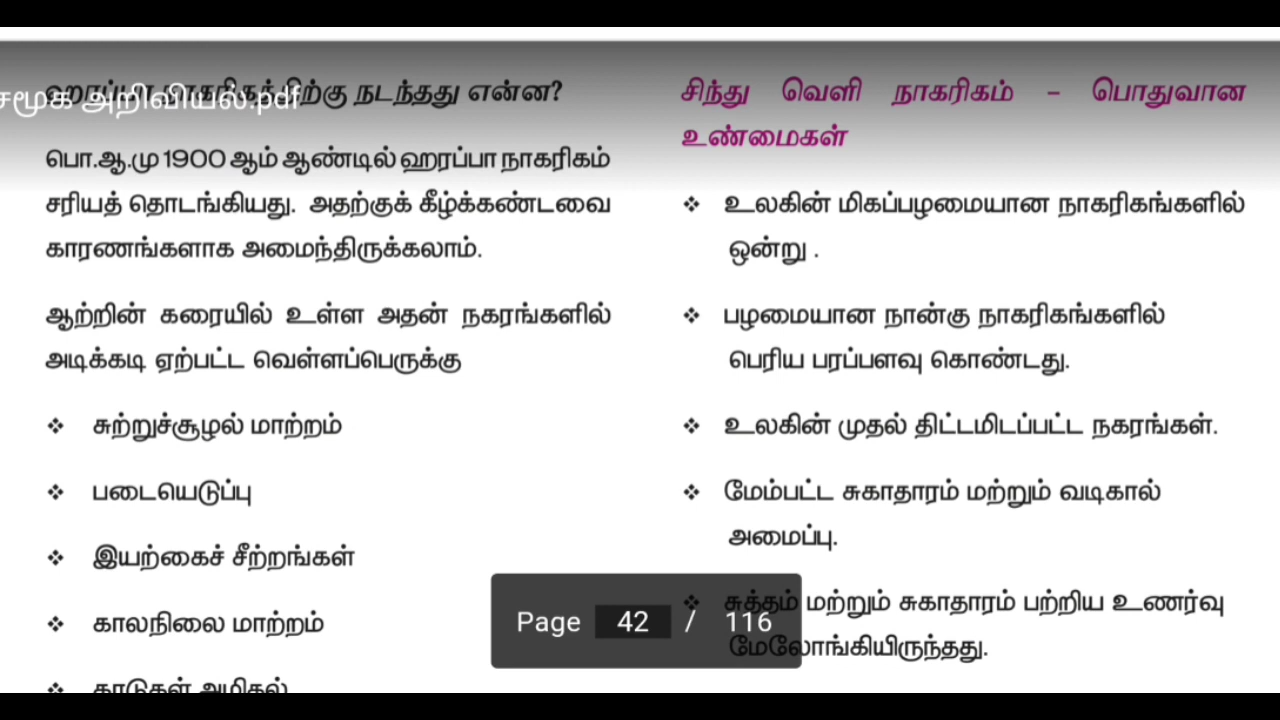 சமூக அறிவியல்.pdf
ஹரப்பா நாகரிகத்திற்கு நடந்தது என்ன?
பொ.ஆ.மு 1900 ஆம் ஆண்டில் ஹரப்பா நாகரிகம்
சரியத் தொடங்கியது. அதற்குக் கீழ்க்கண்டவை
காரணங்களாக அமைந்திருக்கலாம்.
ஆற்றின் கரையில் உள்ள அதன் நகரங்களில்
அடிக்கடி ஏற்பட்ட வெள்ளப்பெருக்கு
❖ சுற்றுச்சூழல் மாற்றம்
❖ படையெடுப்பு
❖ இயற்கைச் சீற்றங்கள்
❖ காலநிலை மாற்றம்
❖ காடுகள் அழிதல்
சிந்து வெளி நாகரிகம் – பொதுவான
உண்மைகள்
❖ உலகின் மிகப்பழமையான நாகரிகங்களில்
ஒன்று .
❖ பழமையான நான்கு நாகரிகங்களில்
பெரிய பரப்பளவு கொண்டது.
❖ உலகின் முதல் திட்டமிடப்பட்ட நகரங்கள்.
❖ மேம்பட்ட சுகாதாரம் மற்றும் வடிகால்
அமைப்பு.
❖ சுத்தம் மற்றும் சுகாதாரம் பற்றிய உணர்வு
மேலோங்கியிருந்தது.
Page 42 / 116